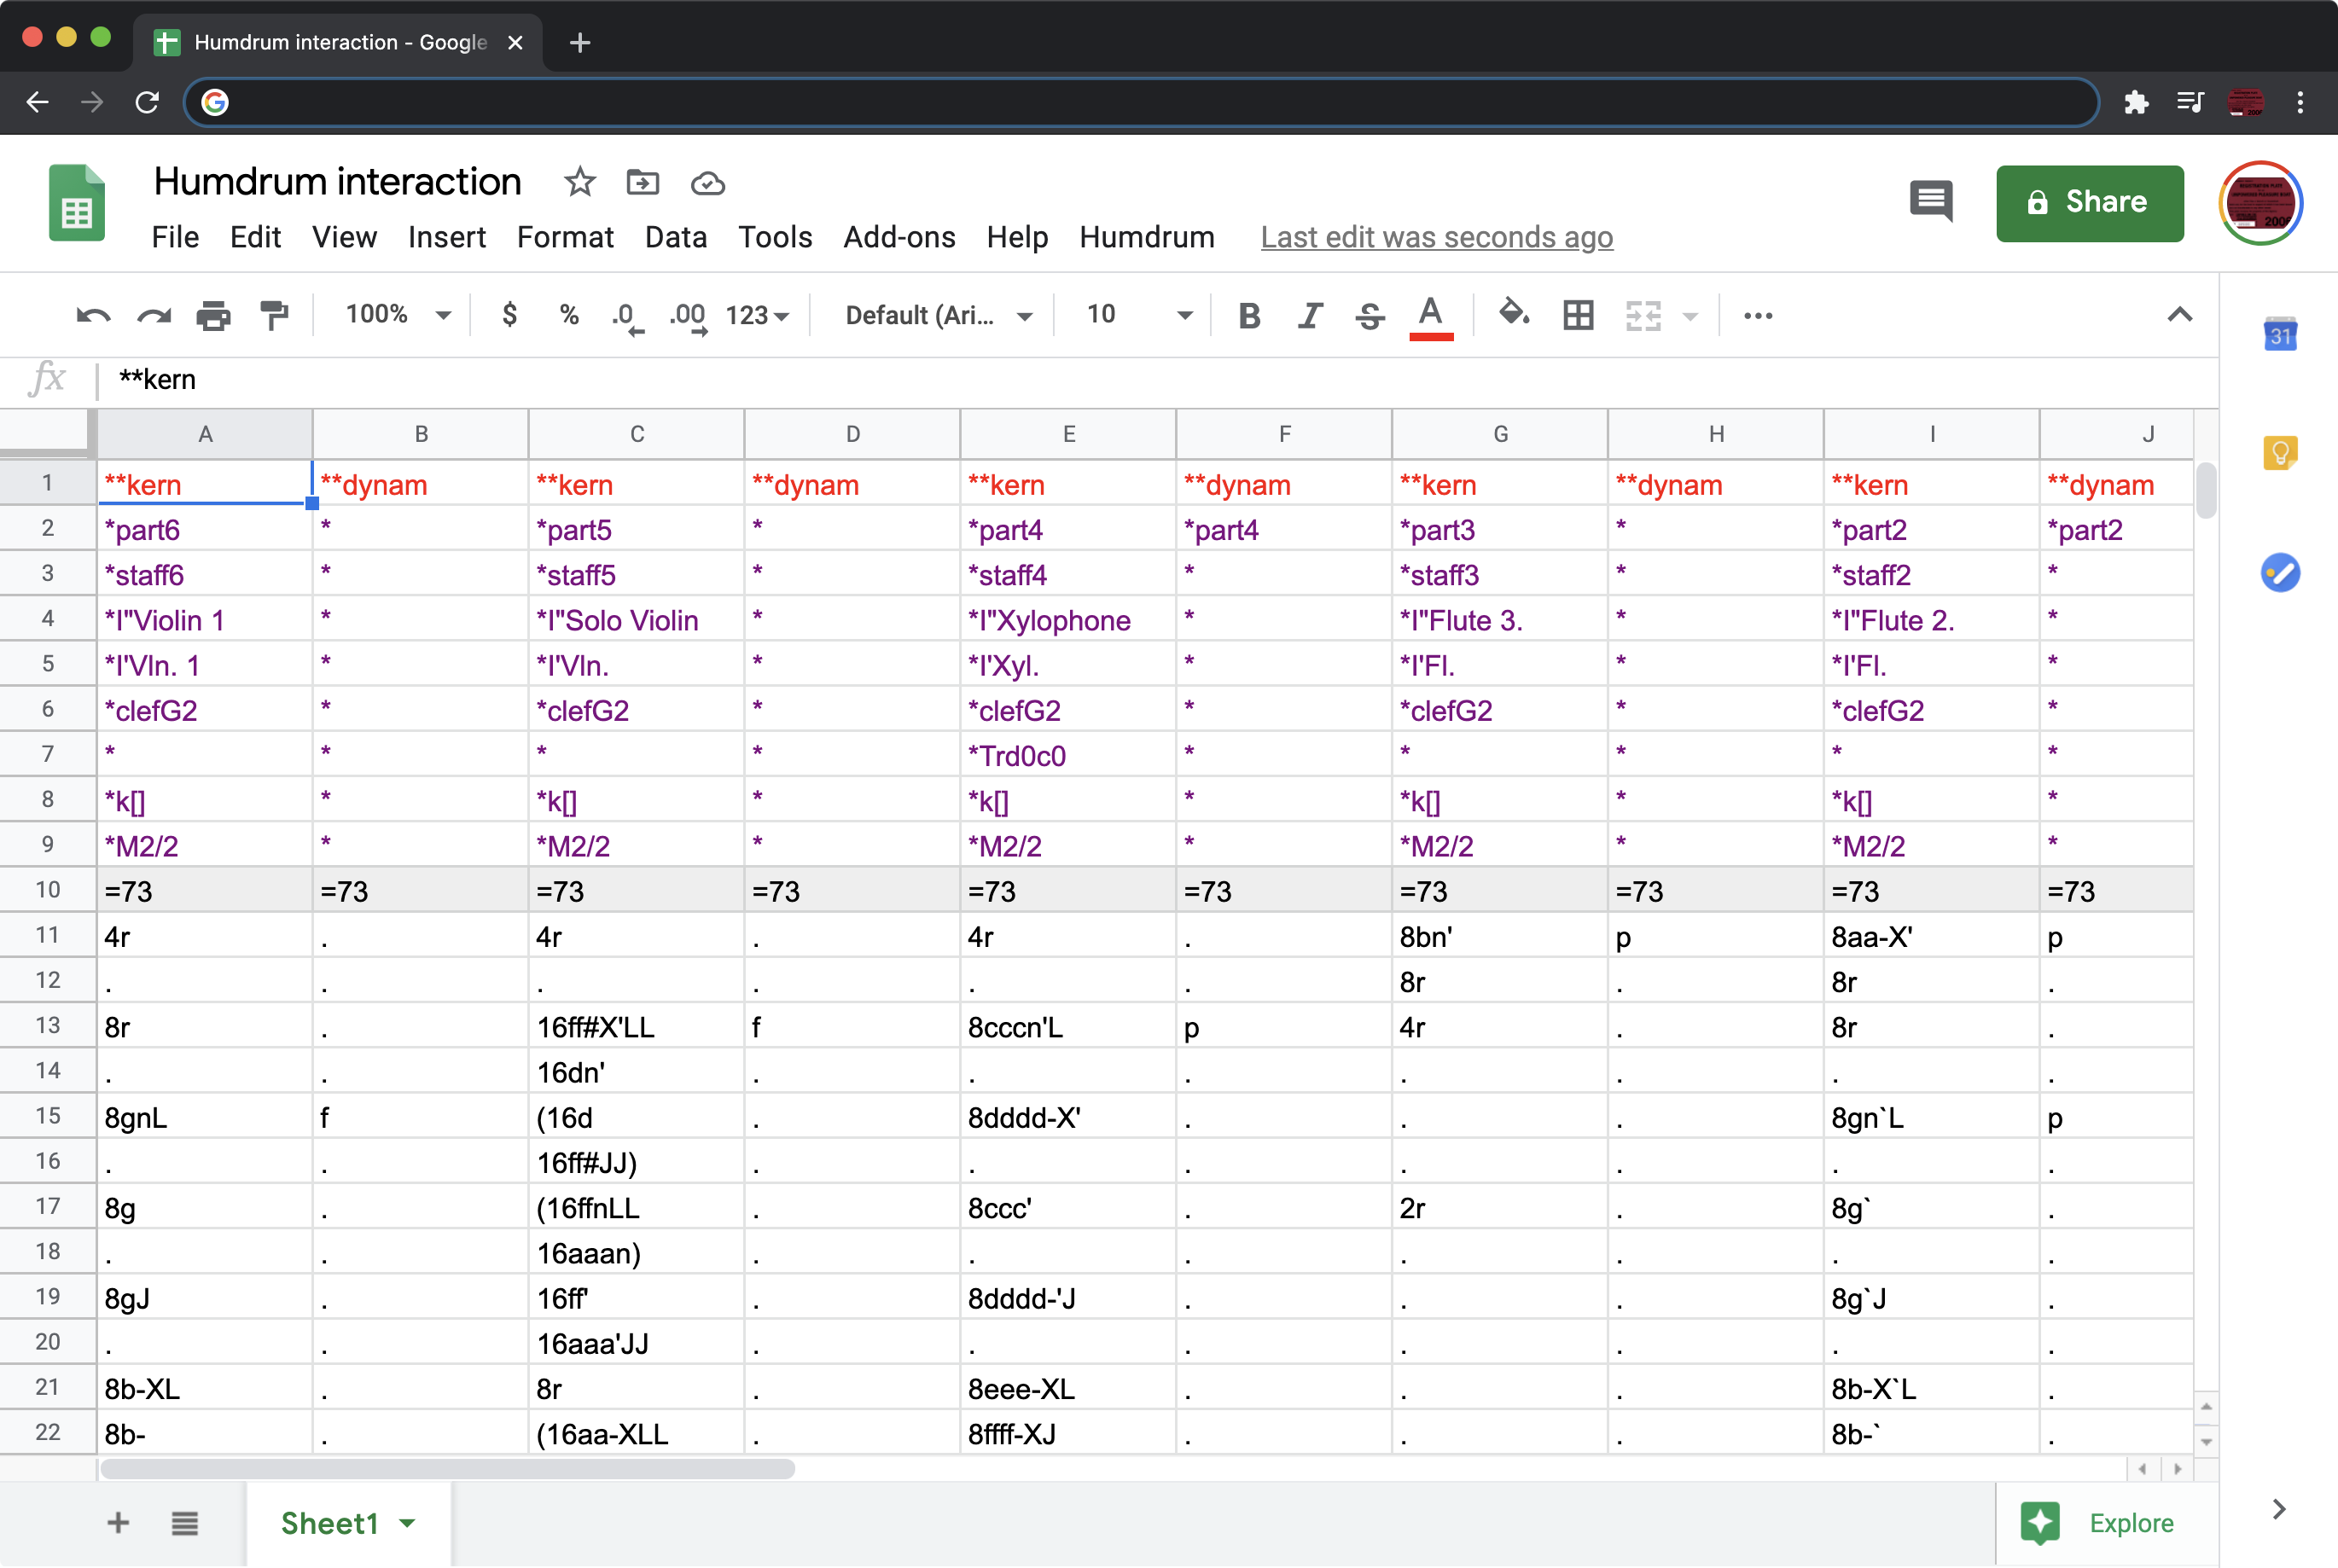 Humdrum interaction - Google
Humdrum interaction
File Edit View Insert Format Data Tools Add-ons Help Humdrum Last edit was seconds ago
Share
100% $ % .0 .00 123 Default (Ari... 10 B I S A
31
fx **kern
A B C D E F G H I J
1 **kern **dynam **kern **dynam **kern **dynam **kern **dynam **kern **dynam
2 *part6 * *part5 * *part4 *part4 *part3 * *part2 *part2
3 *staff6 * *staff5 * *staff4 * *staff3 * *staff2 *
4 *I"Violin 1 * *I"Solo Violin * *I"Xylophone * *I"Flute 3. * *I"Flute 2. *
5 *I'Vln. 1 * *I'Vln. * *I'Xyl. * *I'Fl. * *I'Fl. *
6 *clefG2 * *clefG2 * *clefG2 * *clefG2 * *clefG2 *
7 * * * * *Trd0c0 * * * * *
8 *k[] * *k[] * *k[] * *k[] * *k[] *
9 *M2/2 * *M2/2 * *M2/2 * *M2/2 * *M2/2 *
10 =73 =73 =73 =73 =73 =73 =73 =73 =73 =73
11 4r . 4r . 4r . 8bn' p 8aa-X' p
12 . . . . . . 8r . 8r .
13 8r . 16ff#X'LL f 8cccn'L p 4r . 8r .
14 . . 16dn' . . . . . . .
15 8gnL f (16d . 8dddd-X' . . . 8gn`L p
16 . . 16ff#JJ) . . . . . . .
17 8g . (16ffnLL . 8ccc' . 2r . 8g` .
18 . . 16aaan) . . . . . . .
19 8gJ . 16ff' . 8dddd-'J . . . 8g`J .
20 . . 16aaa'JJ . . . . . . .
21 8b-XL . 8r . 8eee-XL . . . 8b-X`L .
22 8b- . (16aa-XLL . 8ffff-XJ . . . 8b-` .
Sheet1
Explore